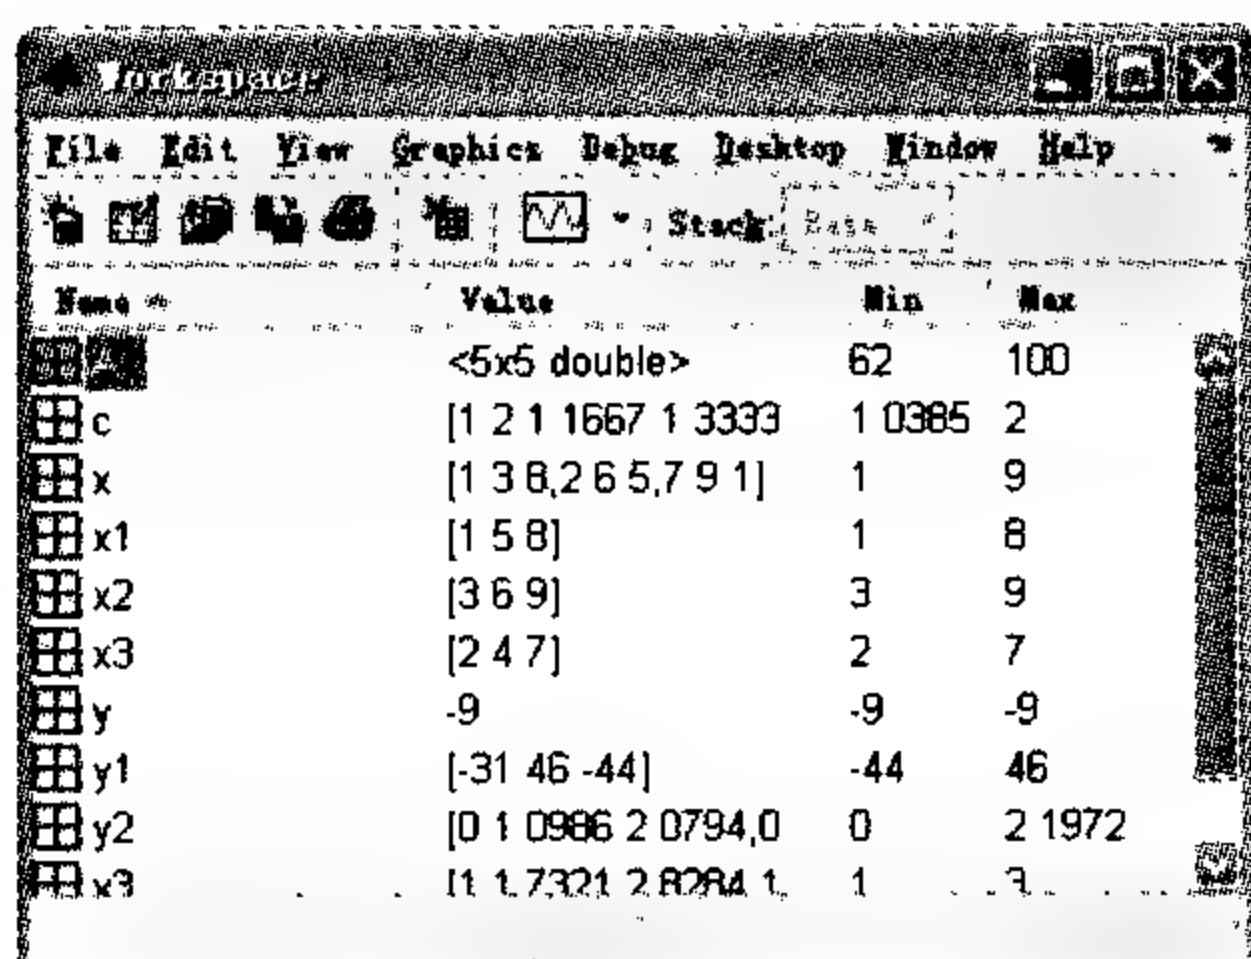 Workspace
File Edit View Graphics Debug Desktop Window Help
Stack: Base
Name Value Min Max
<5x5 double> 62 100
c [1 2 1 1667 1 3333 1 0385 2
x [1 3 8,2 6 5,7 9 1] 1 9
x1 [1 5 8] 1 8
x2 [3 6 9] 3 9
x3 [2 4 7] 2 7
y -9 -9 -9
y1 [-31 46 -44] -44 46
y2 [0 1 0986 2 0794,0 0 2 1972
[1 1.7321 2 8284 1. 1 3